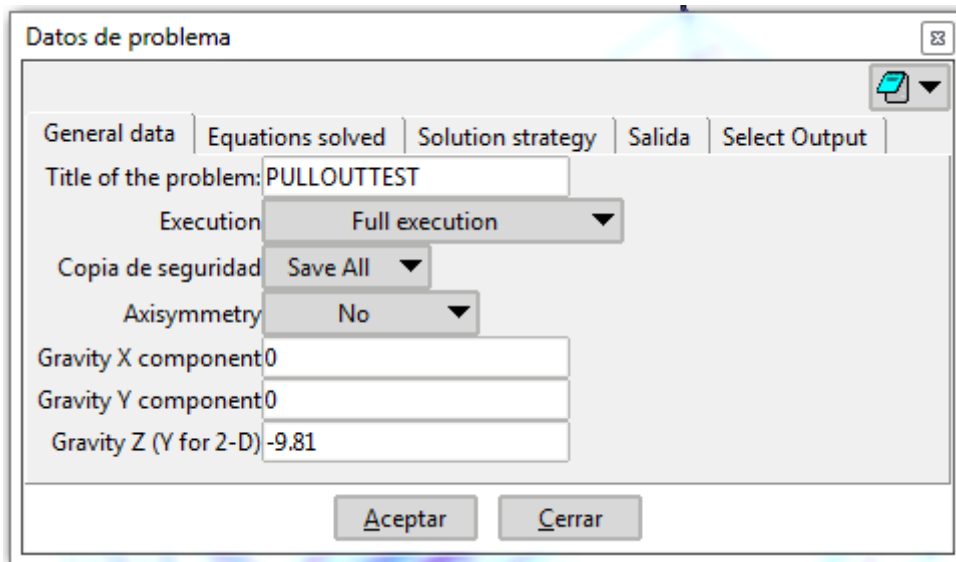 Datos de problema
General data Equations solved Solution strategy Salida Select Output
Title of the problem: PULLOUTTEST
Execution Full execution
Copia de seguridad Save All
Axisymmetry No
Gravity X component 0
Gravity Y component 0
Gravity Z (Y for 2-D) -9.81
Aceptar Cerrar